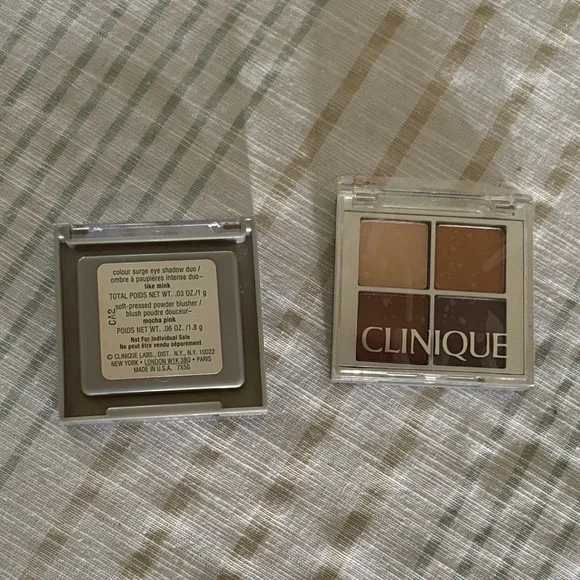 colour surge eye shadow duo /
ombre à paupières intense duo–
like mink
TOTAL POIDS NET WT. .03 OZ./1 g
soft-pressed powder blusher /
blush poudre douceur–
mocha pink
POIDS NET WT. .06 OZ./1.8 g
Not For Individual Sale
Ne peut être vendu séparément
© CLINIQUE LABS., DIST. N.Y., N.Y. 10022
NEW YORK • LONDON W1K 3BQ • PARIS
MADE IN U.S.A. 7X5G
CA2
CLINIQUE